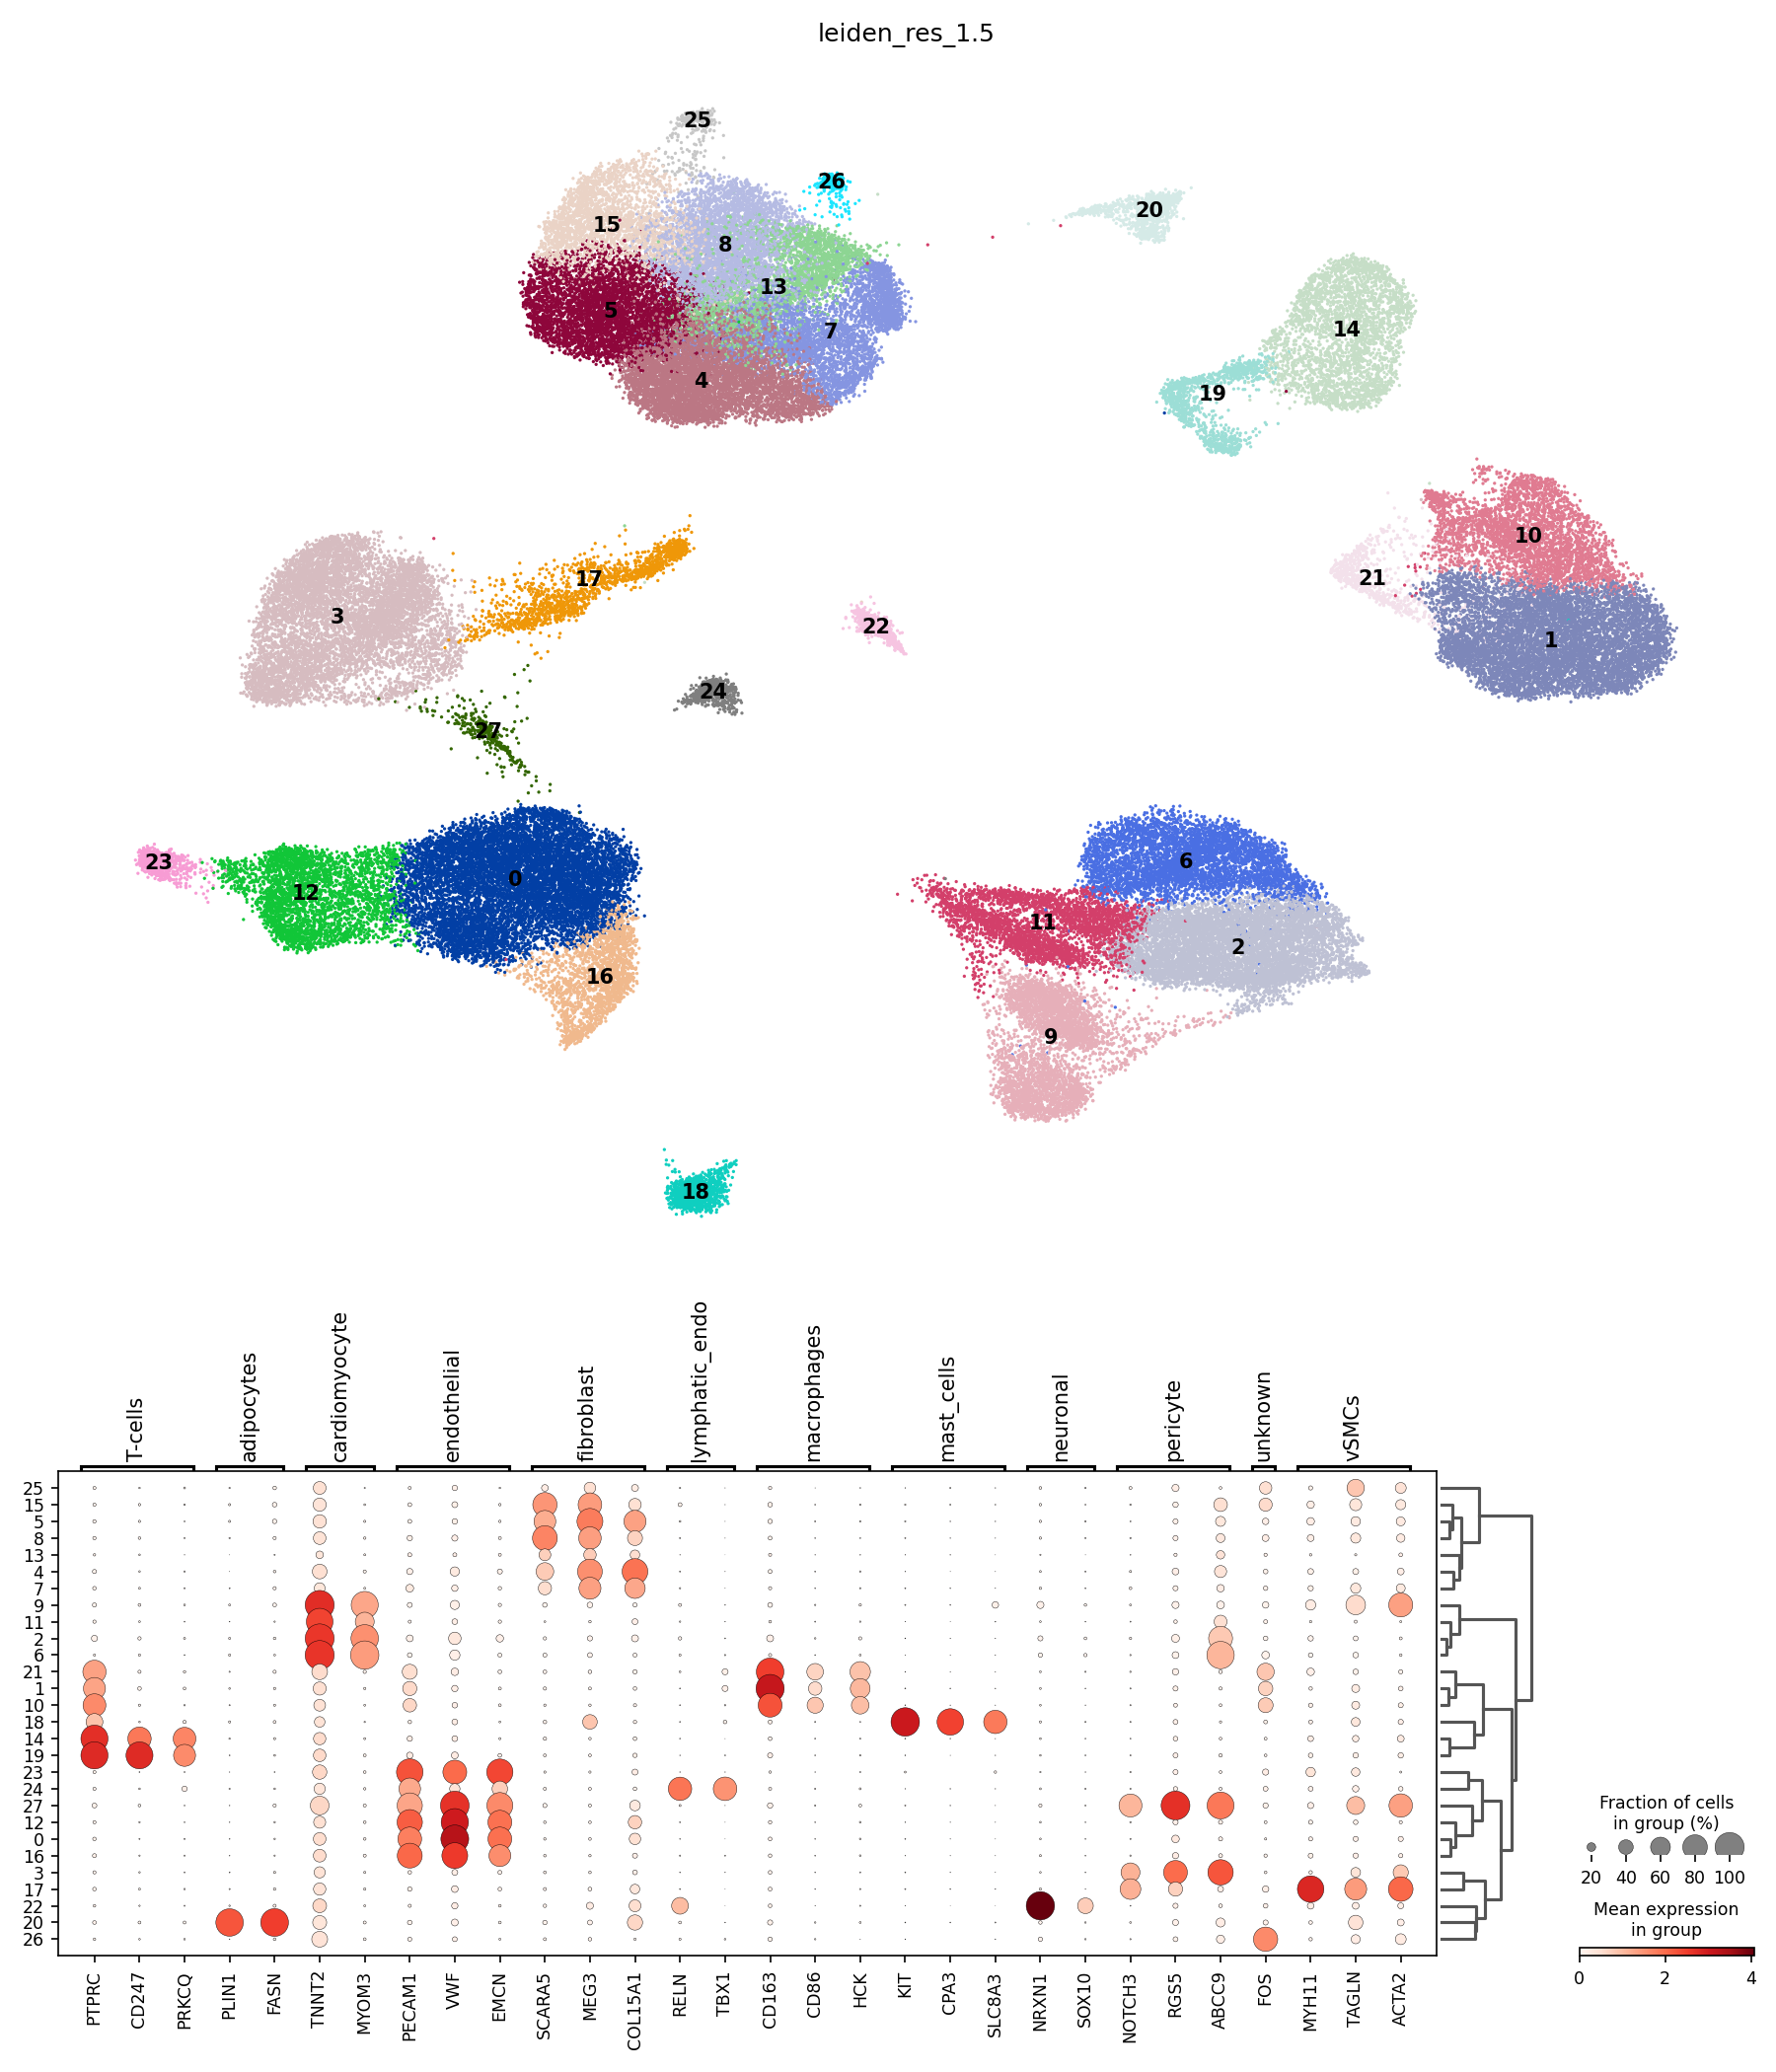 leiden_res_1.5
25
26
20
15
8
14
13
5
7
4
19
10
21
17
3
22
1
24
27
23
12
0
6
11
2
16
9
18
T-cells
adipocytes
cardiomyocyte
endothelial
fibroblast
lymphatic_endo
macrophages
mast_cells
neuronal
pericyte
unknown
vSMCs
25
15
5
8
13
4
7
9
11
2
6
21
1
10
18
14
19
23
24
27
12
0
16
3
17
22
20
26
Fraction of cells
in group (%)
20 40 60 80 100
Mean expression
in group
0 2 4
PTPRC
CD247
PRKCQ
PLIN1
FASN
TNNT2
MYOM3
PECAM1
VWF
EMCN
SCARA5
MEG3
COL15A1
RELN
TBX1
CD163
CD86
HCK
KIT
CPA3
SLC8A3
NRXN1
SOX10
NOTCH3
RGS5
ABCC9
FOS
MYH11
TAGLN
ACTA2